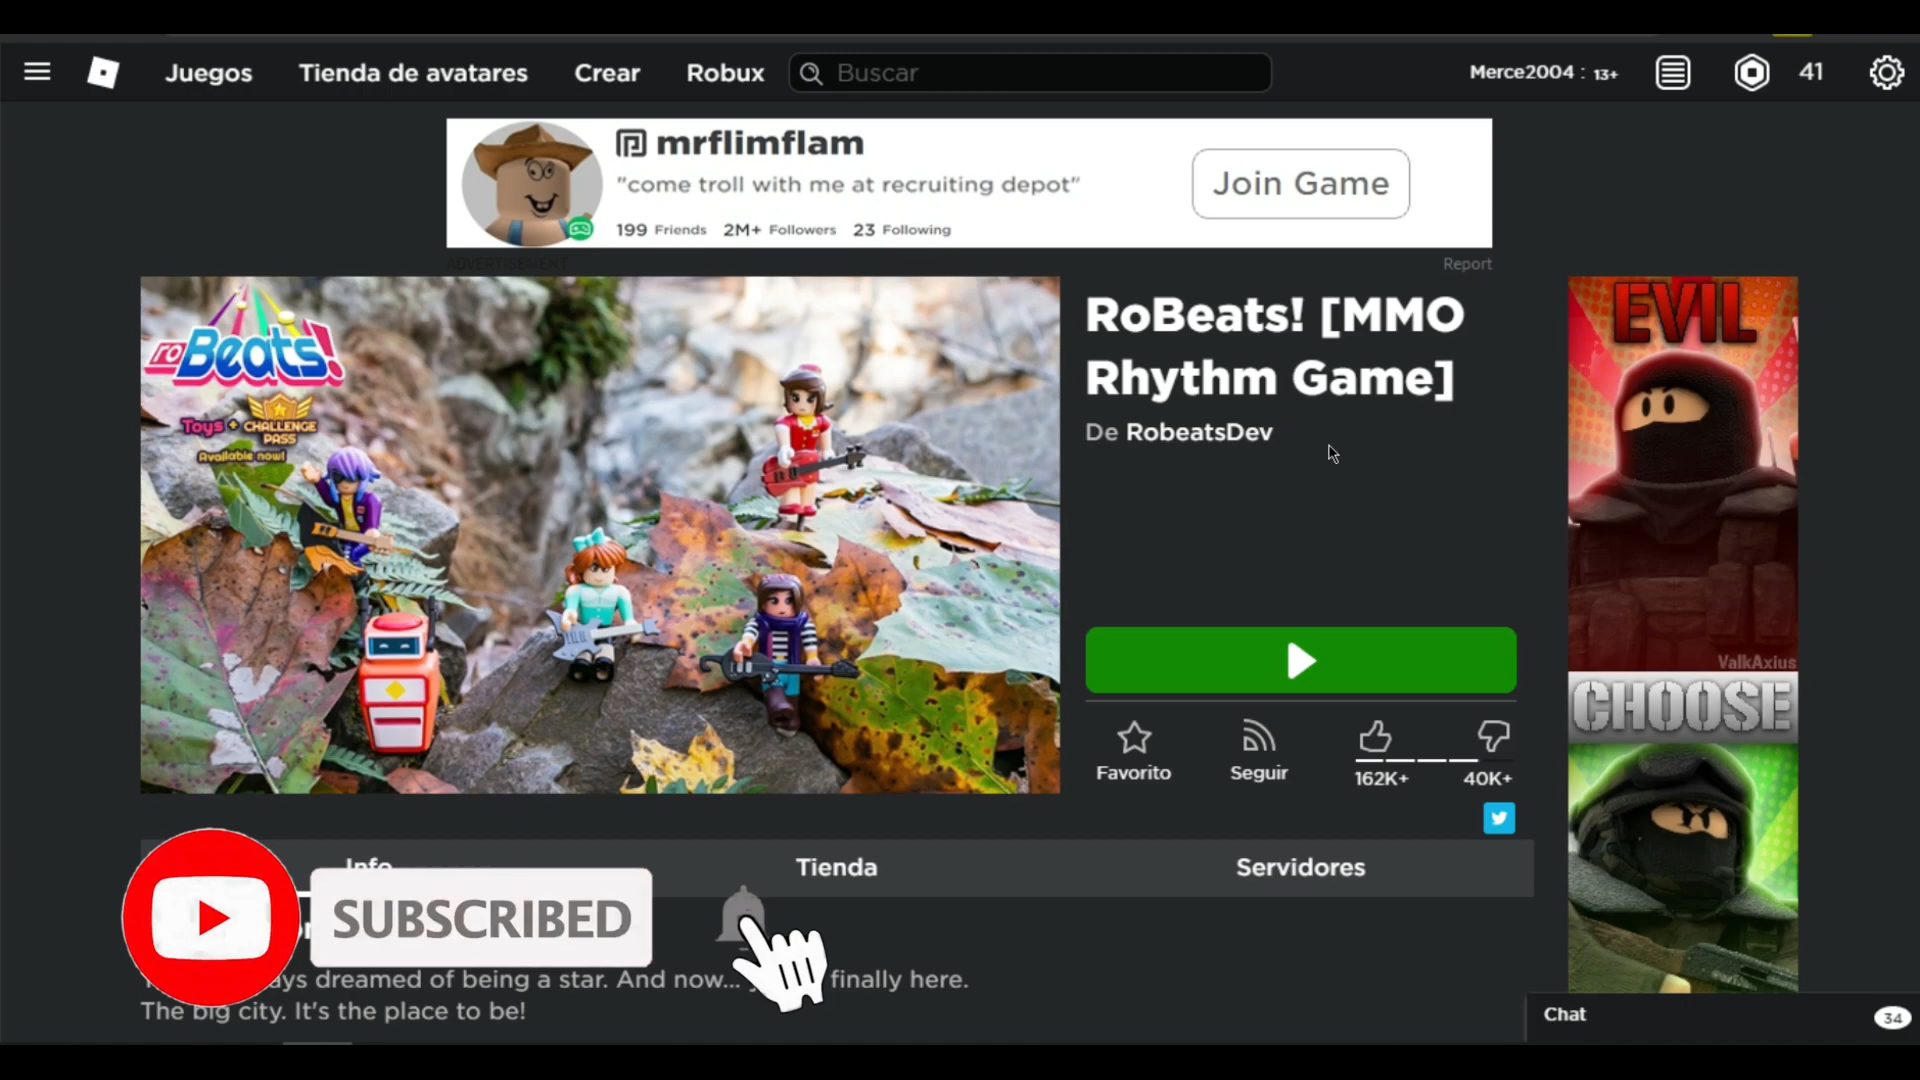 Juegos
Tienda de avatares
Crear
Robux
Buscar
Merce2004 : 13+
41
mrflimflam
"come troll with me at recruiting depot"
199 Friends 2M+ Followers 23 Following
Join Game
ADVERTISEMENT
Report
roBeats!
Toys + CHALLENGE PASS
Available now!
RoBeats! [MMO
Rhythm Game]
De RobeatsDev
EVIL
ValkAxius
CHOOSE
Favorito
Seguir
162K+
40K+
Info
Tienda
Servidores
SUBSCRIBED
dreamed of being a star. And now... finally here.
The big city. It's the place to be!
Chat
34